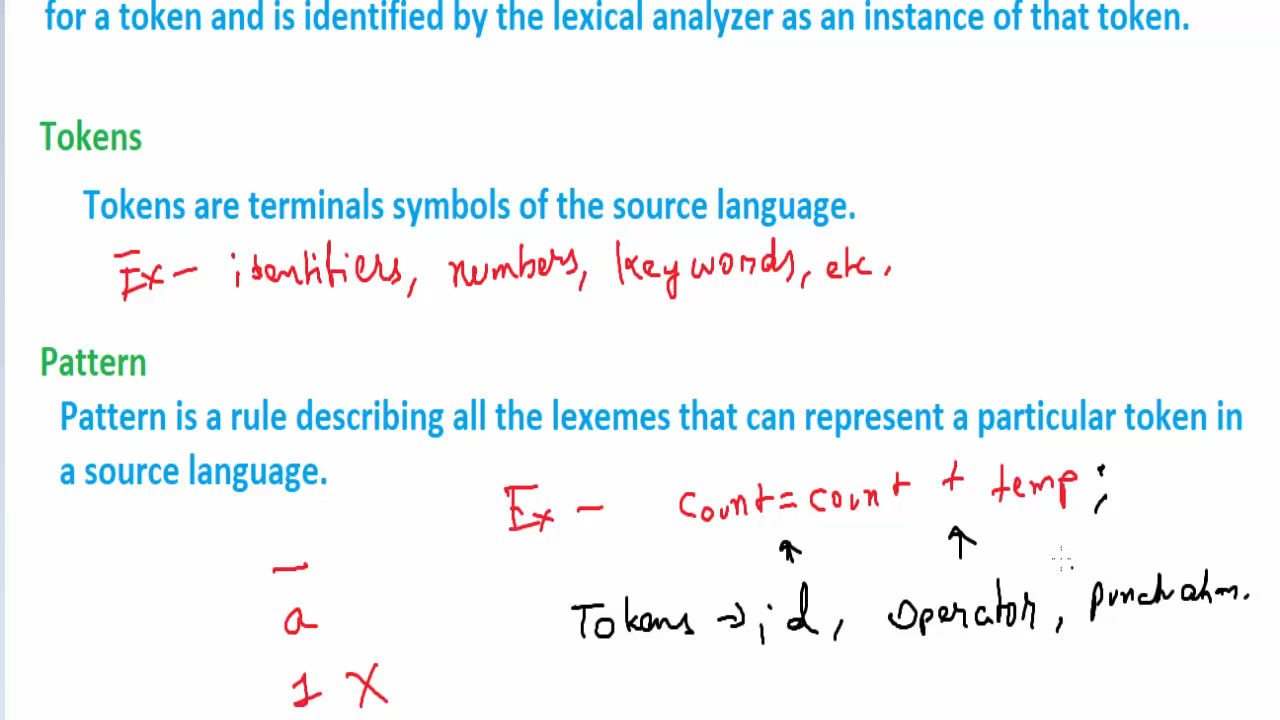 for a token and is identified by the lexical analyzer as an instance of that token.
Tokens
Tokens are terminals symbols of the source language.
Ex - identifiers, numbers, keywords, etc.
Pattern
Pattern is a rule describing all the lexemes that can represent a particular token in
a source language.
Ex - count = count + temp ;
_
a
1 X
Tokens → id, operator,